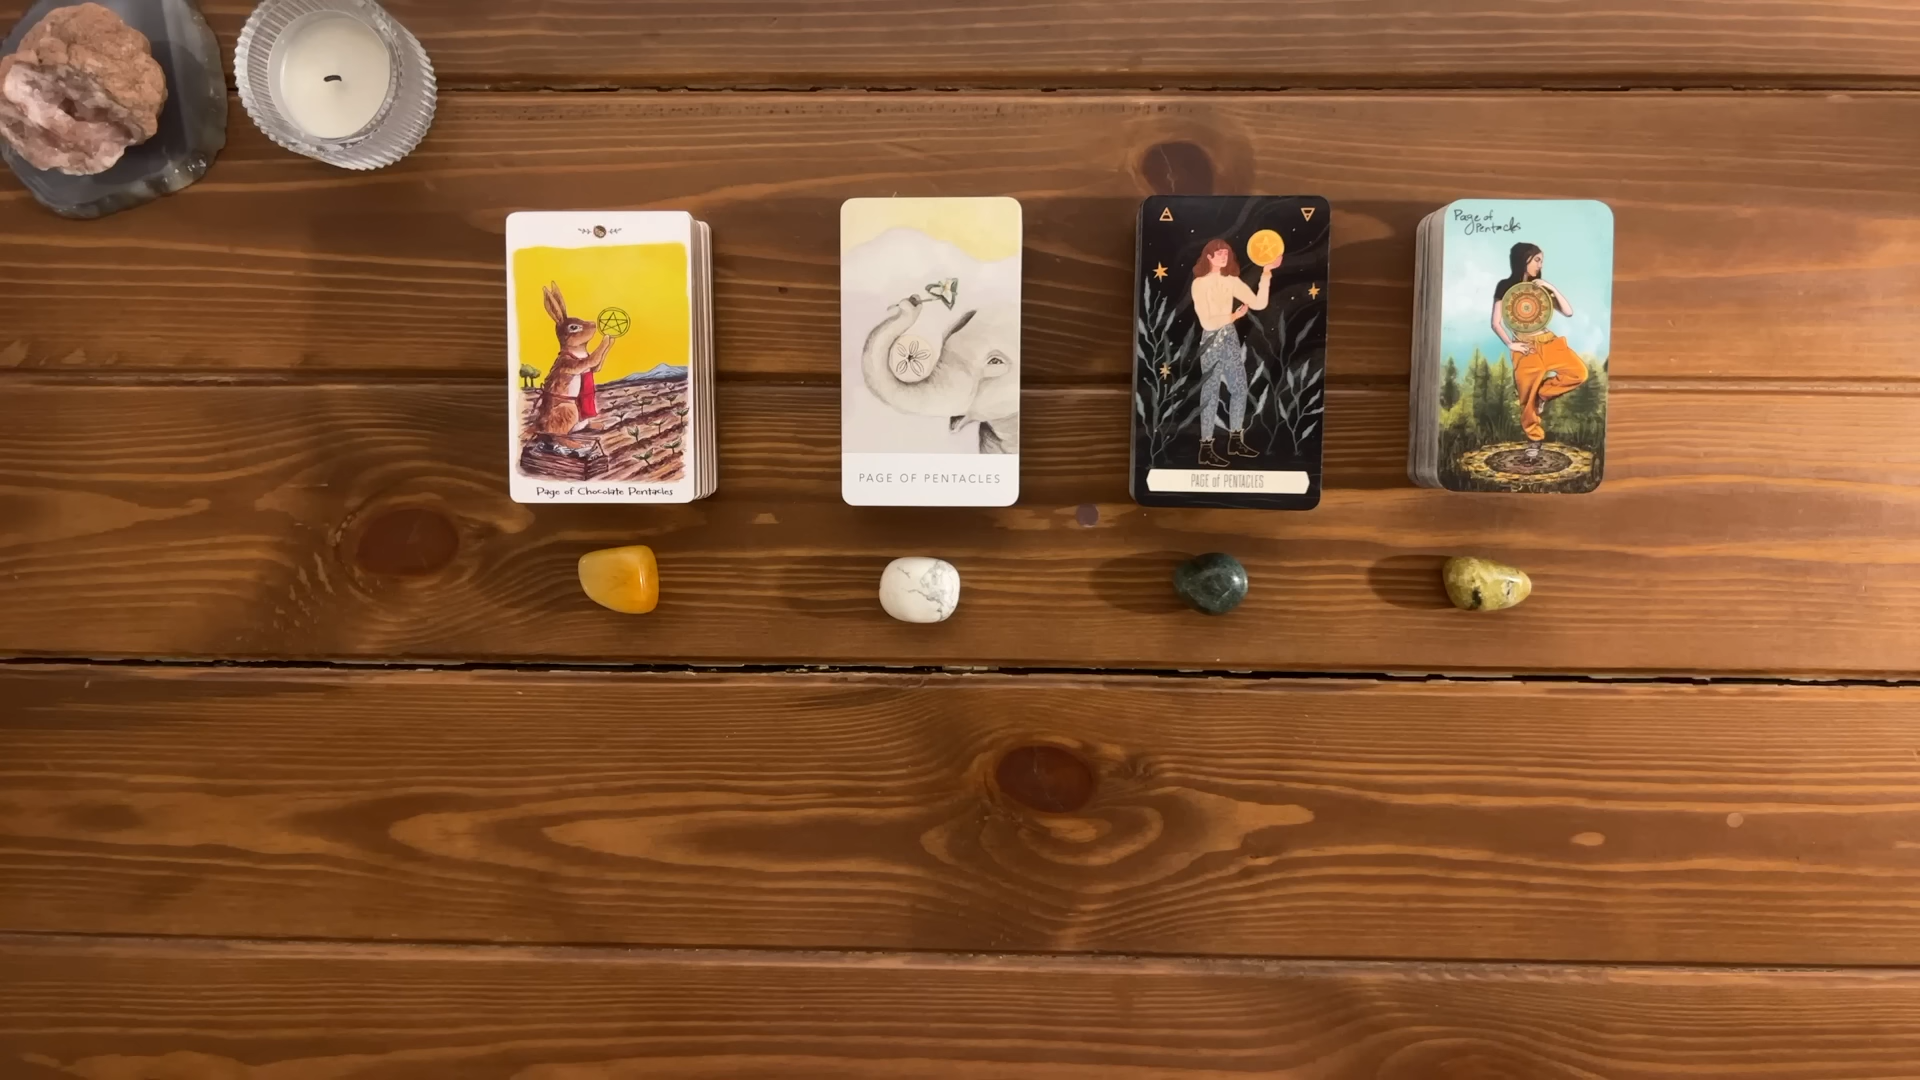 Page of Chocolate Pentacles
PAGE OF PENTACLES
PAGE of PENTACLES
Page of
Pentacles